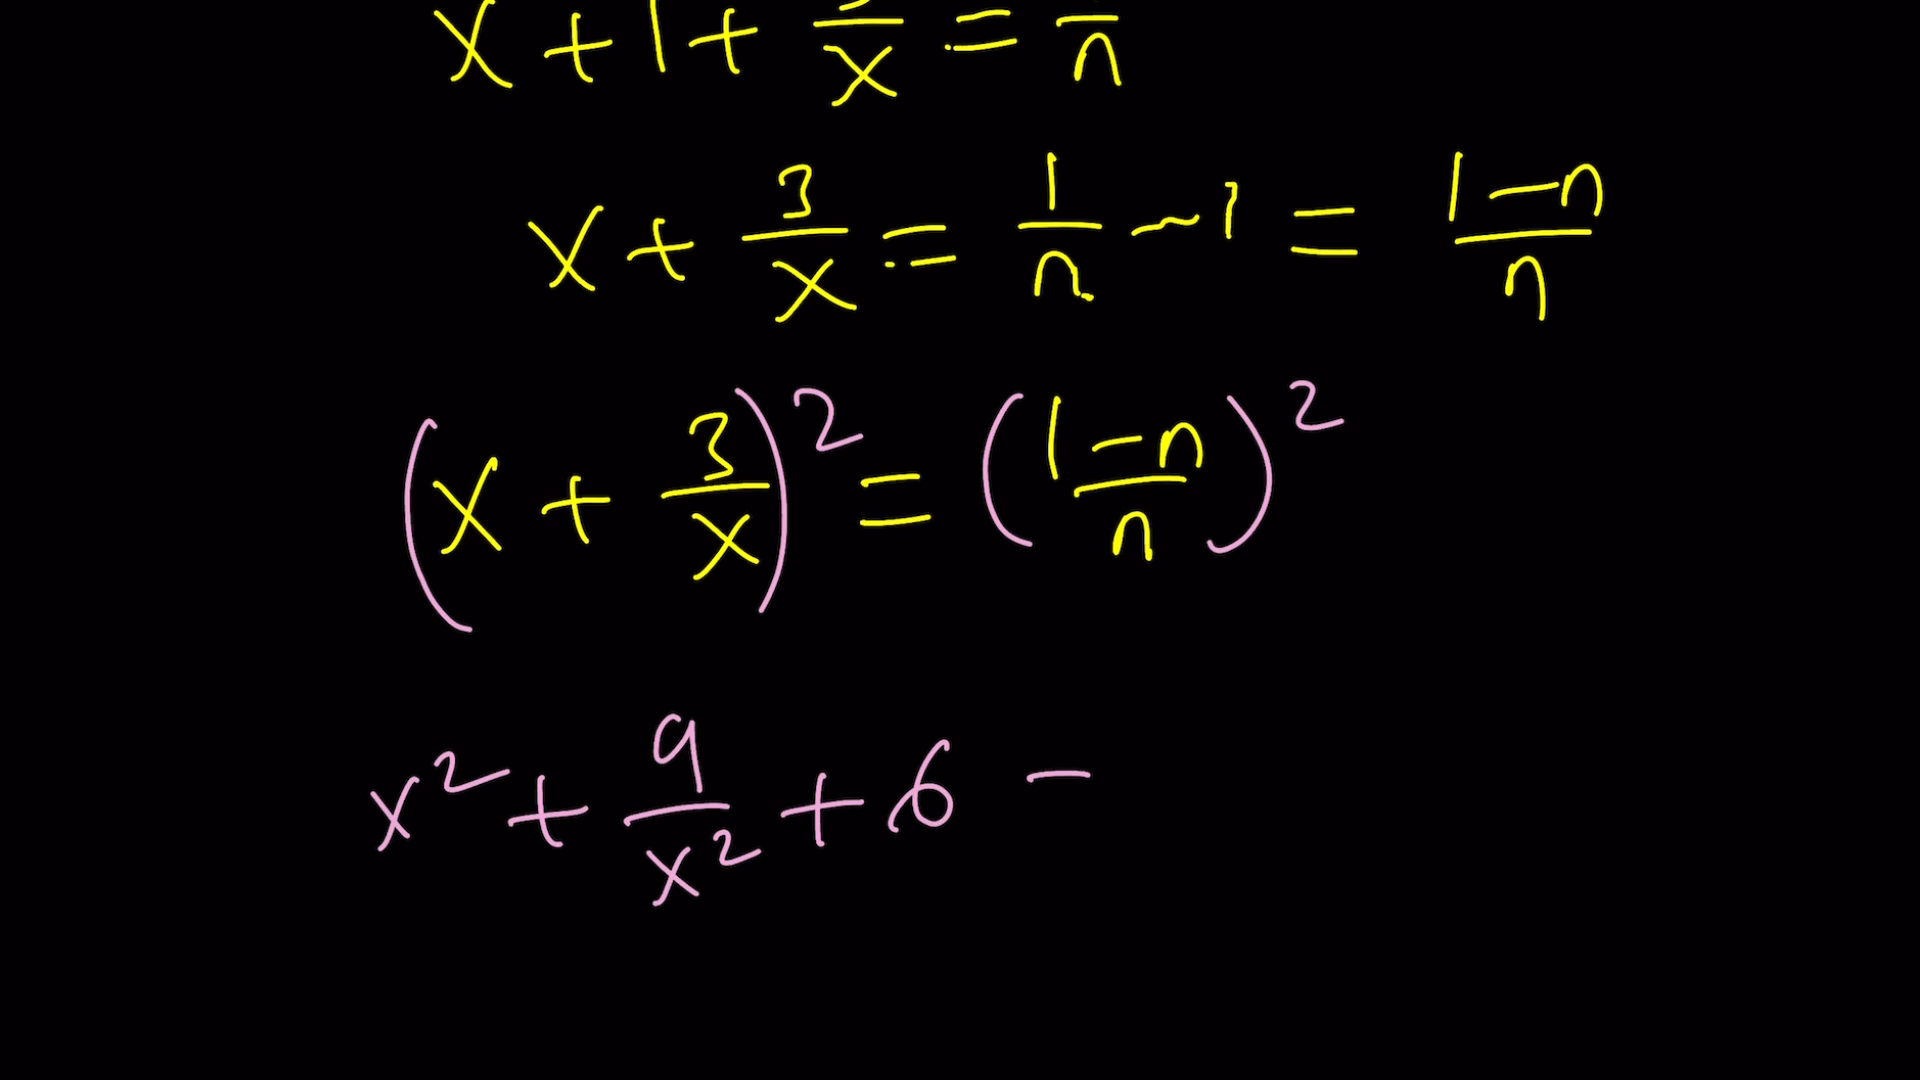 x + 1 + 3/x = 1/n
x + 3/x = 1/n - 1 = (1-n)/n
(x + 3/x)² = ((1-n)/n)²
x² + 9/x² + 6 -